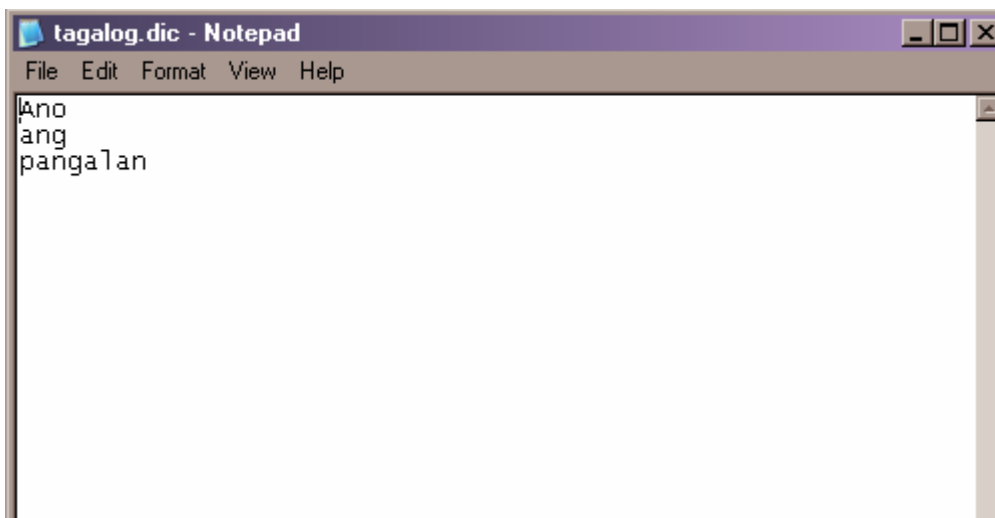 tagalog.dic - Notepad
File Edit Format View Help
Ano
ang
pangalan